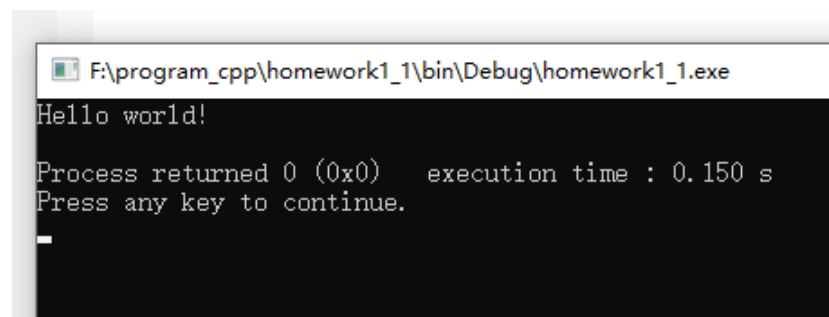 F:\program_cpp\homework1_1\bin\Debug\homework1_1.exe
Hello world!
Process returned 0 (0x0)   execution time : 0.150 s
Press any key to continue.